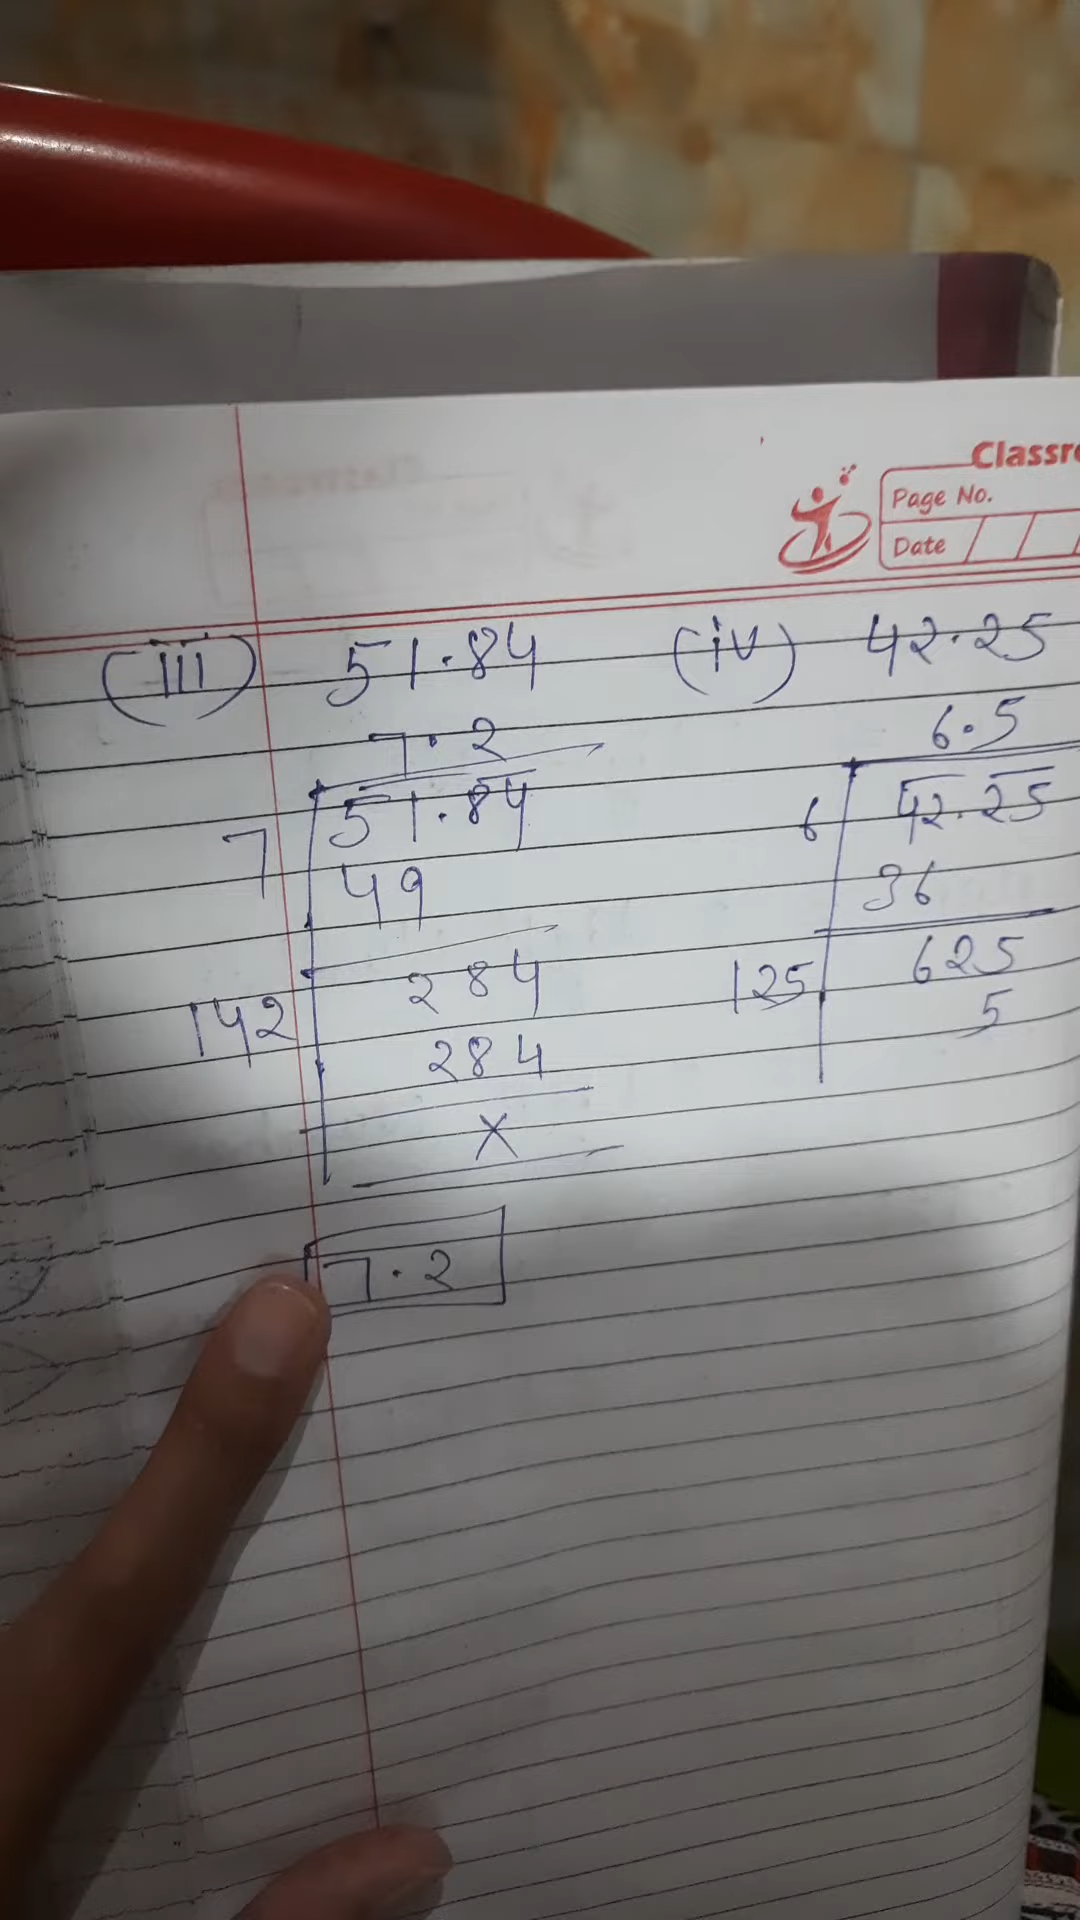 Classr
Page No.
Date
(iii) 51.84 (iv) 42.25
7.2
6.5
7 51.84
6 42.25
49
36
142 284
125 625
284
5
X
7.2